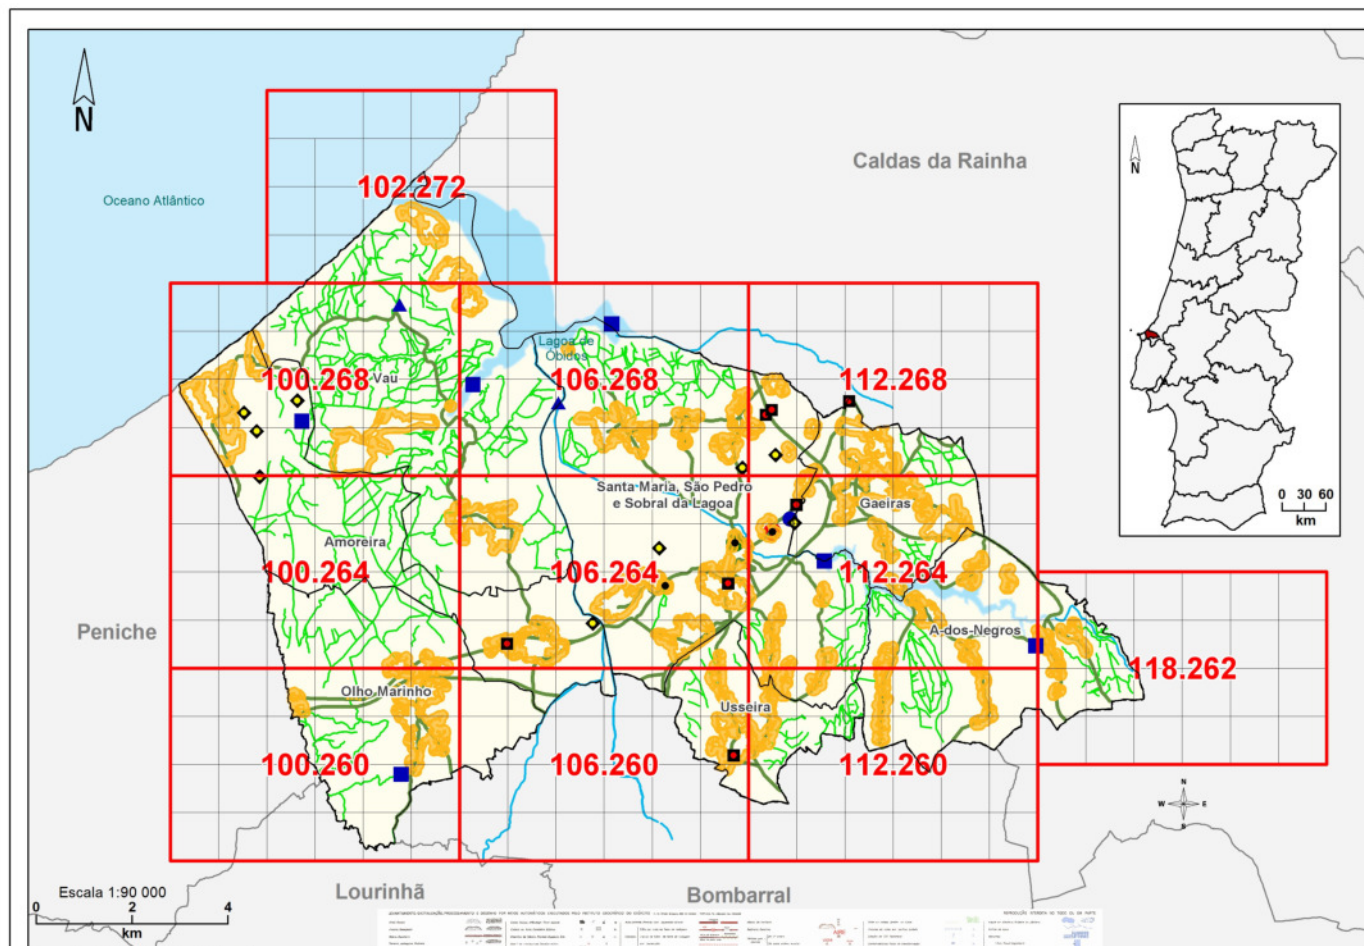 N
Caldas da Rainha
Oceano Atlântico
102.272
N
Lagoa de
Óbidos
100.268
Vau
106.268
112.268
Santa Maria, São Pedro
e Sobral da Lagoa
Gaeiras
0 30 60
km
Amoreira
100.264
106.264
112.264
Peniche
A-dos-Negros
118.262
Olho Marinho
Usseira
100.260
106.260
112.260
N
W E
S
Escala 1:90 000
0 2 4
km
Lourinhã
Bombarral